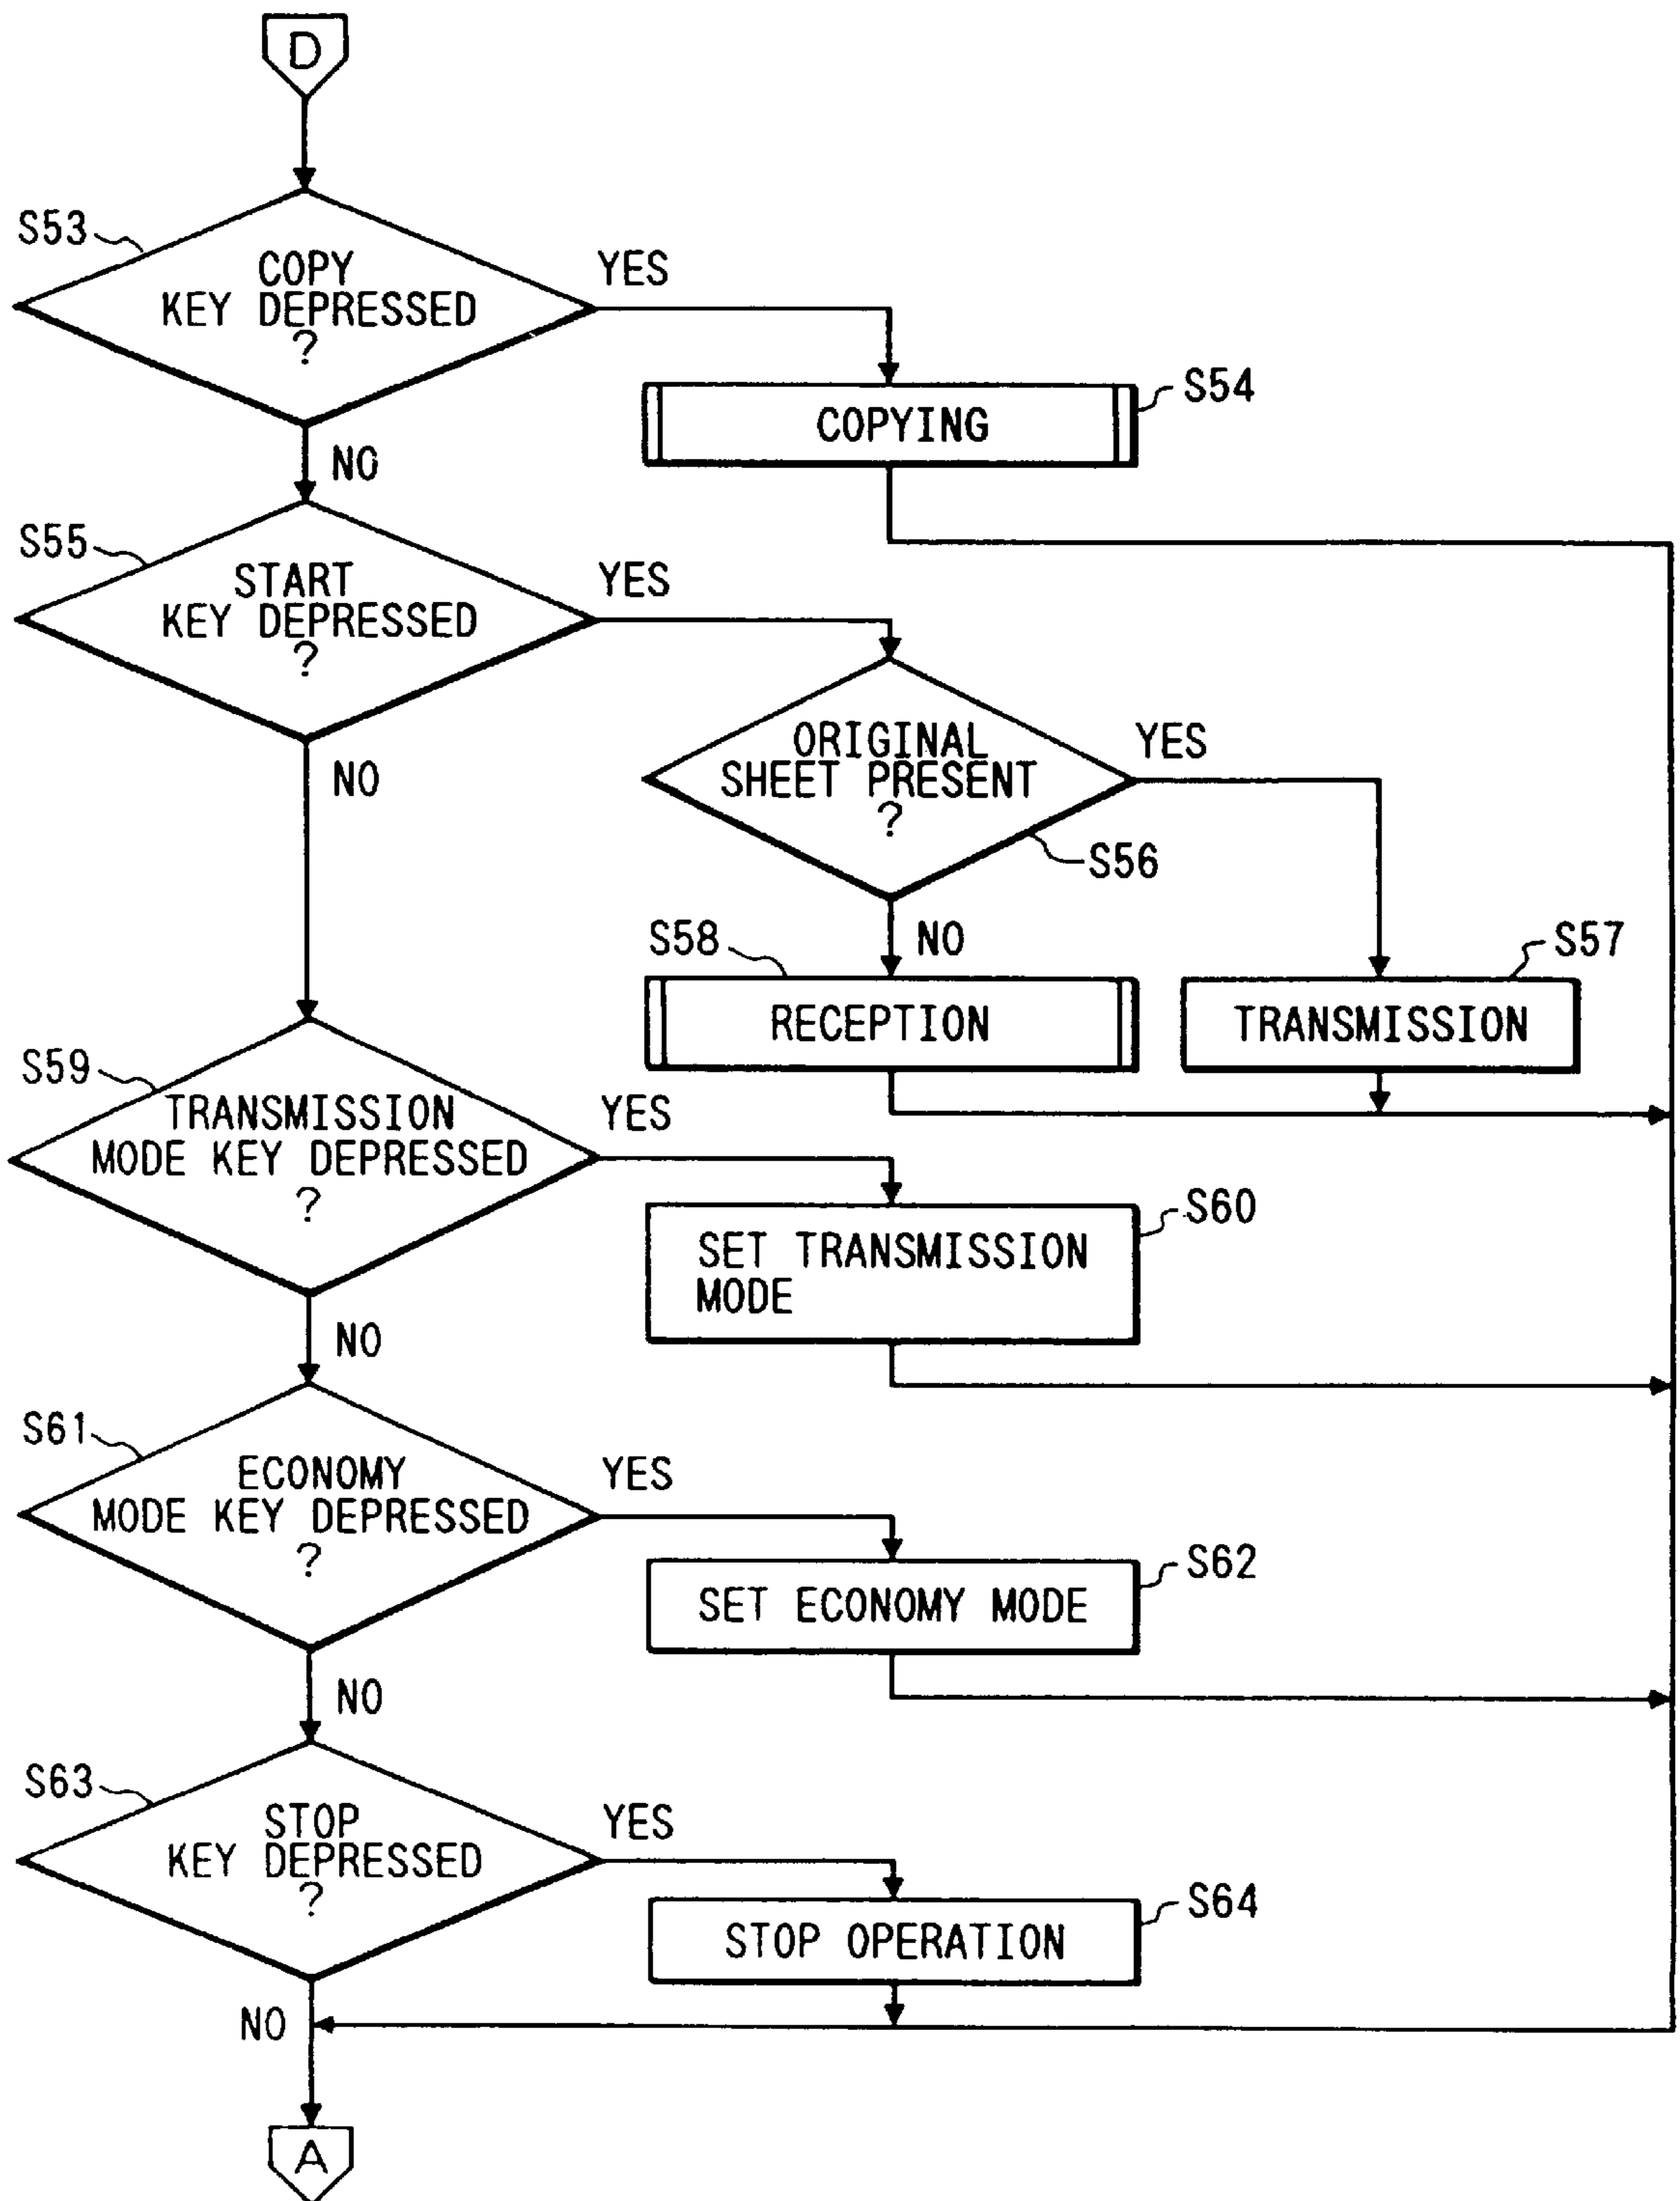 D
S53
COPY
KEY DEPRESSED
?
YES
NO
S54
COPYING
S55
START
KEY DEPRESSED
?
YES
NO
ORIGINAL
SHEET PRESENT
?
YES
S56
NO
S58
RECEPTION
S57
TRANSMISSION
S59
TRANSMISSION
MODE KEY DEPRESSED
?
YES
NO
S60
SET TRANSMISSION
MODE
S61
ECONOMY
MODE KEY DEPRESSED
?
YES
NO
S62
SET ECONOMY MODE
S63
STOP
KEY DEPRESSED
?
YES
S64
STOP OPERATION
NO
A